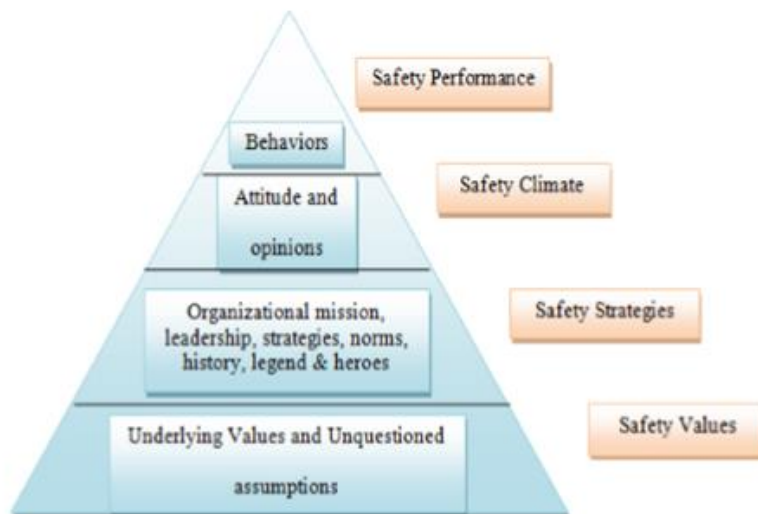 Safety Performance
Behaviors
Safety Climate
Attitude and
opinions
Organizational mission,
leadership, strategies, norms,
history, legend & heroes
Safety Strategies
Underlying Values and Unquestioned
assumptions
Safety Values